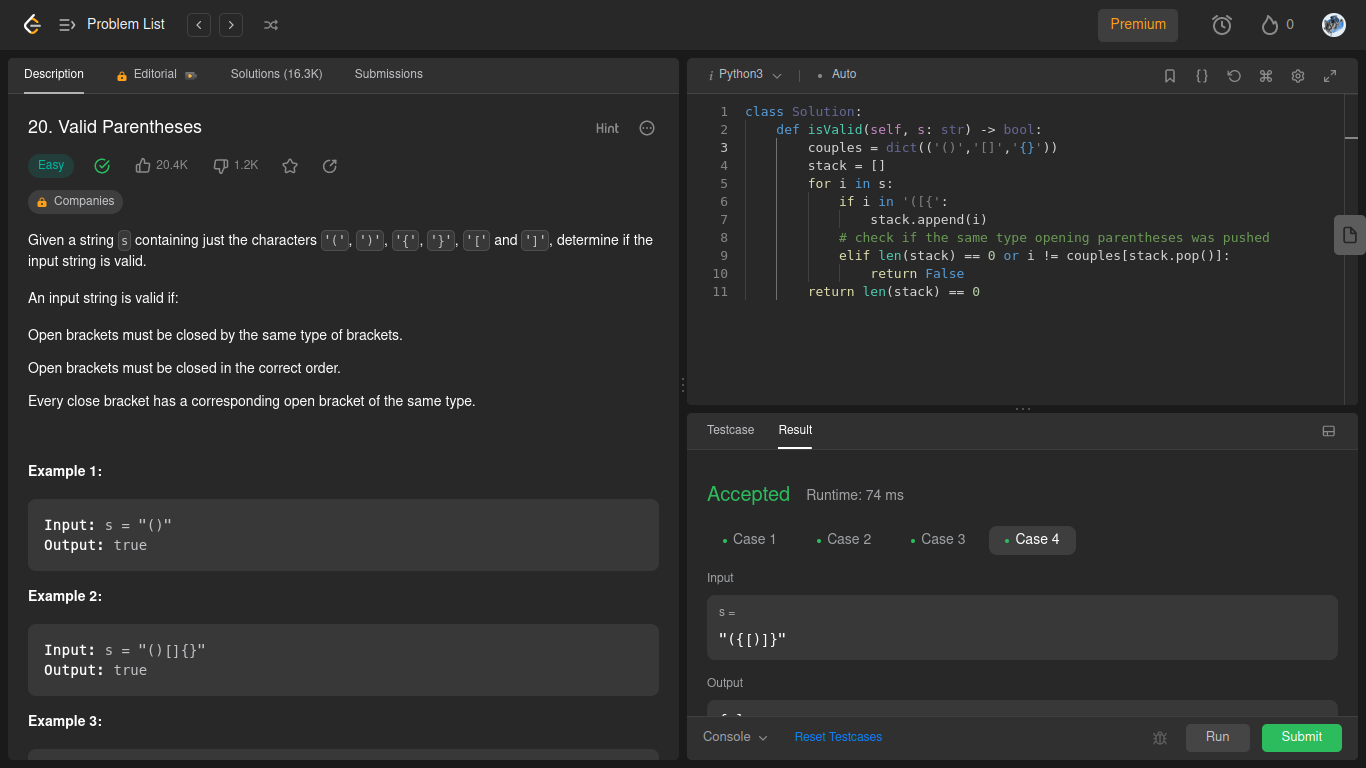 Problem List
Premium
0
Description
Editorial
Solutions (16.3K)
Submissions
20. Valid Parentheses
Hint
Easy
20.4K
1.2K
Companies
Given a string s containing just the characters '(', ')', '{', '}', '[' and ']', determine if the
input string is valid.
An input string is valid if:
Open brackets must be closed by the same type of brackets.
Open brackets must be closed in the correct order.
Every close bracket has a corresponding open bracket of the same type.
Example 1:
Input: s = "()"
Output: true
Example 2:
Input: s = "()[]{}"
Output: true
Example 3:
i Python3
Auto
1 class Solution:
2 def isValid(self, s: str) -> bool:
3 couples = dict(('()','[]','{}'))
4 stack = []
5 for i in s:
6 if i in '([{':
7 stack.append(i)
8 # check if the same type opening parentheses was pushed
9 elif len(stack) == 0 or i != couples[stack.pop()]:
10 return False
11 return len(stack) == 0
Testcase
Result
Accepted
Runtime: 74 ms
Case 1
Case 2
Case 3
Case 4
Input
s =
"({[)]}"
Output
Console
Reset Testcases
Run
Submit